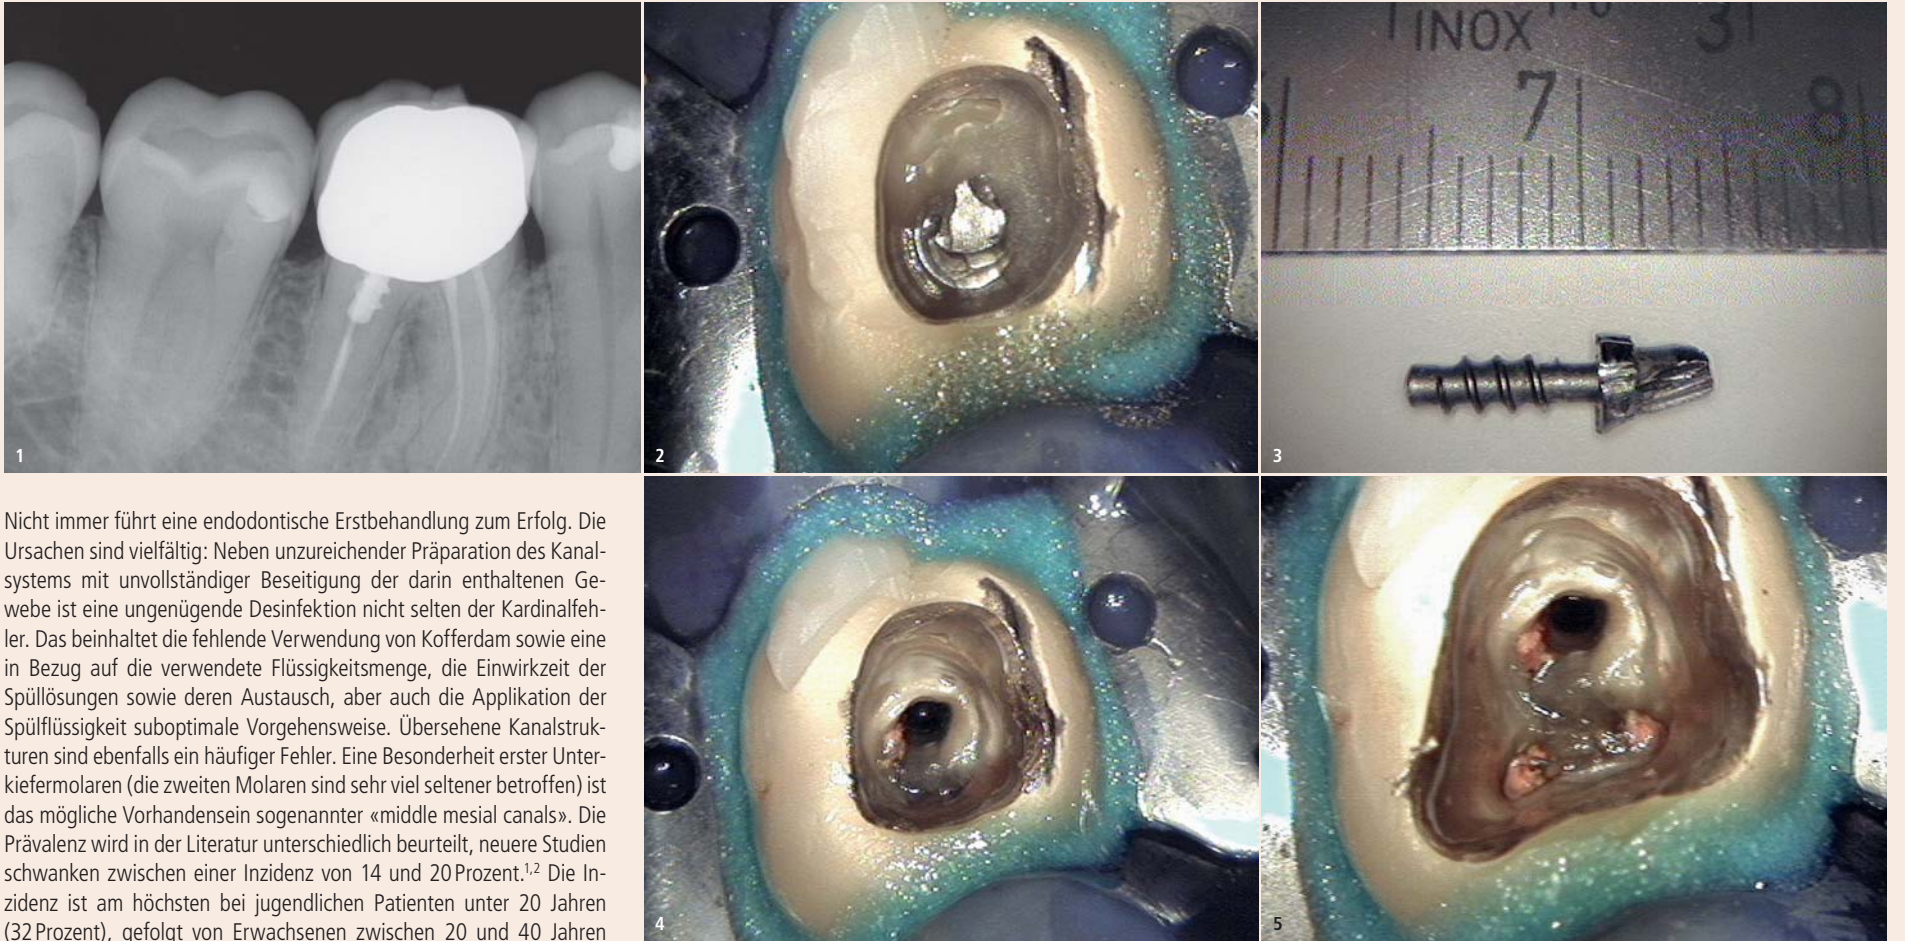 INOX
3
7
8
1
2
3
Nicht immer führt eine endodontische Erstbehandlung zum Erfolg. Die
Ursachen sind vielfältig: Neben unzureichender Präparation des Kanal-
systems mit unvollständiger Beseitigung der darin enthaltenen Ge-
webe ist eine ungenügende Desinfektion nicht selten der Kardinalfeh-
ler. Das beinhaltet die fehlende Verwendung von Kofferdam sowie eine
in Bezug auf die verwendete Flüssigkeitsmenge, die Einwirkzeit der
Spüllösungen sowie deren Austausch, aber auch die Applikation der
Spülflüssigkeit suboptimale Vorgehensweise. Übersehene Kanalstruk-
turen sind ebenfalls ein häufiger Fehler. Eine Besonderheit erster Unter-
kiefermolaren (die zweiten Molaren sind sehr viel seltener betroffen) ist
das mögliche Vorhandensein sogenannter «middle mesial canals». Die
Prävalenz wird in der Literatur unterschiedlich beurteilt, neuere Studien
schwanken zwischen einer Inzidenz von 14 und 20 Prozent.1,2 Die In-
zidenz ist am höchsten bei jugendlichen Patienten unter 20 Jahren
(32 Prozent), gefolgt von Erwachsenen zwischen 20 und 40 Jahren
4
5